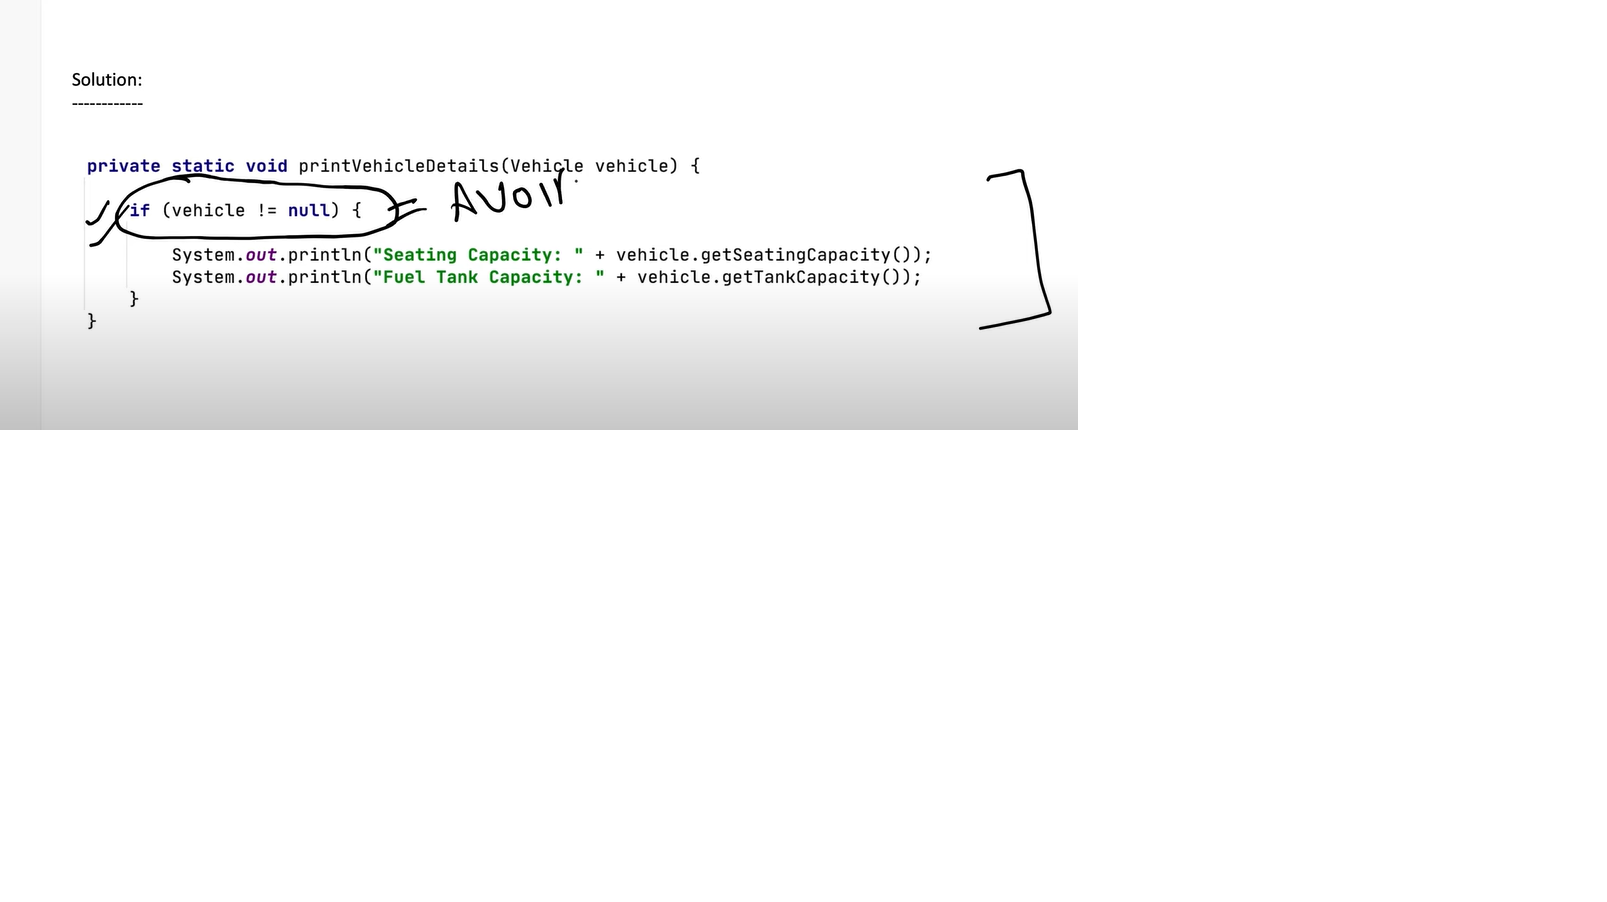 Solution:
------------
private static void printVehicleDetails(Vehicle vehicle) {
if (vehicle != null) {
AVOIr
System.out.println("Seating Capacity: " + vehicle.getSeatingCapacity());
System.out.println("Fuel Tank Capacity: " + vehicle.getTankCapacity());
}
}